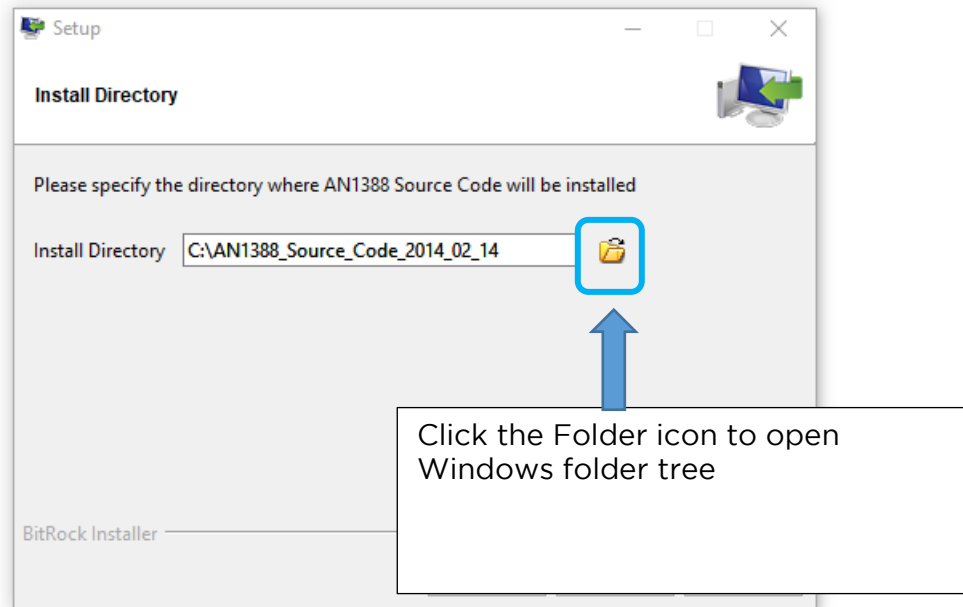 Setup
Install Directory
Please specify the directory where AN1388 Source Code will be installed
Install Directory C:\AN1388_Source_Code_2014_02_14
Click the Folder icon to open
Windows folder tree
BitRock Installer